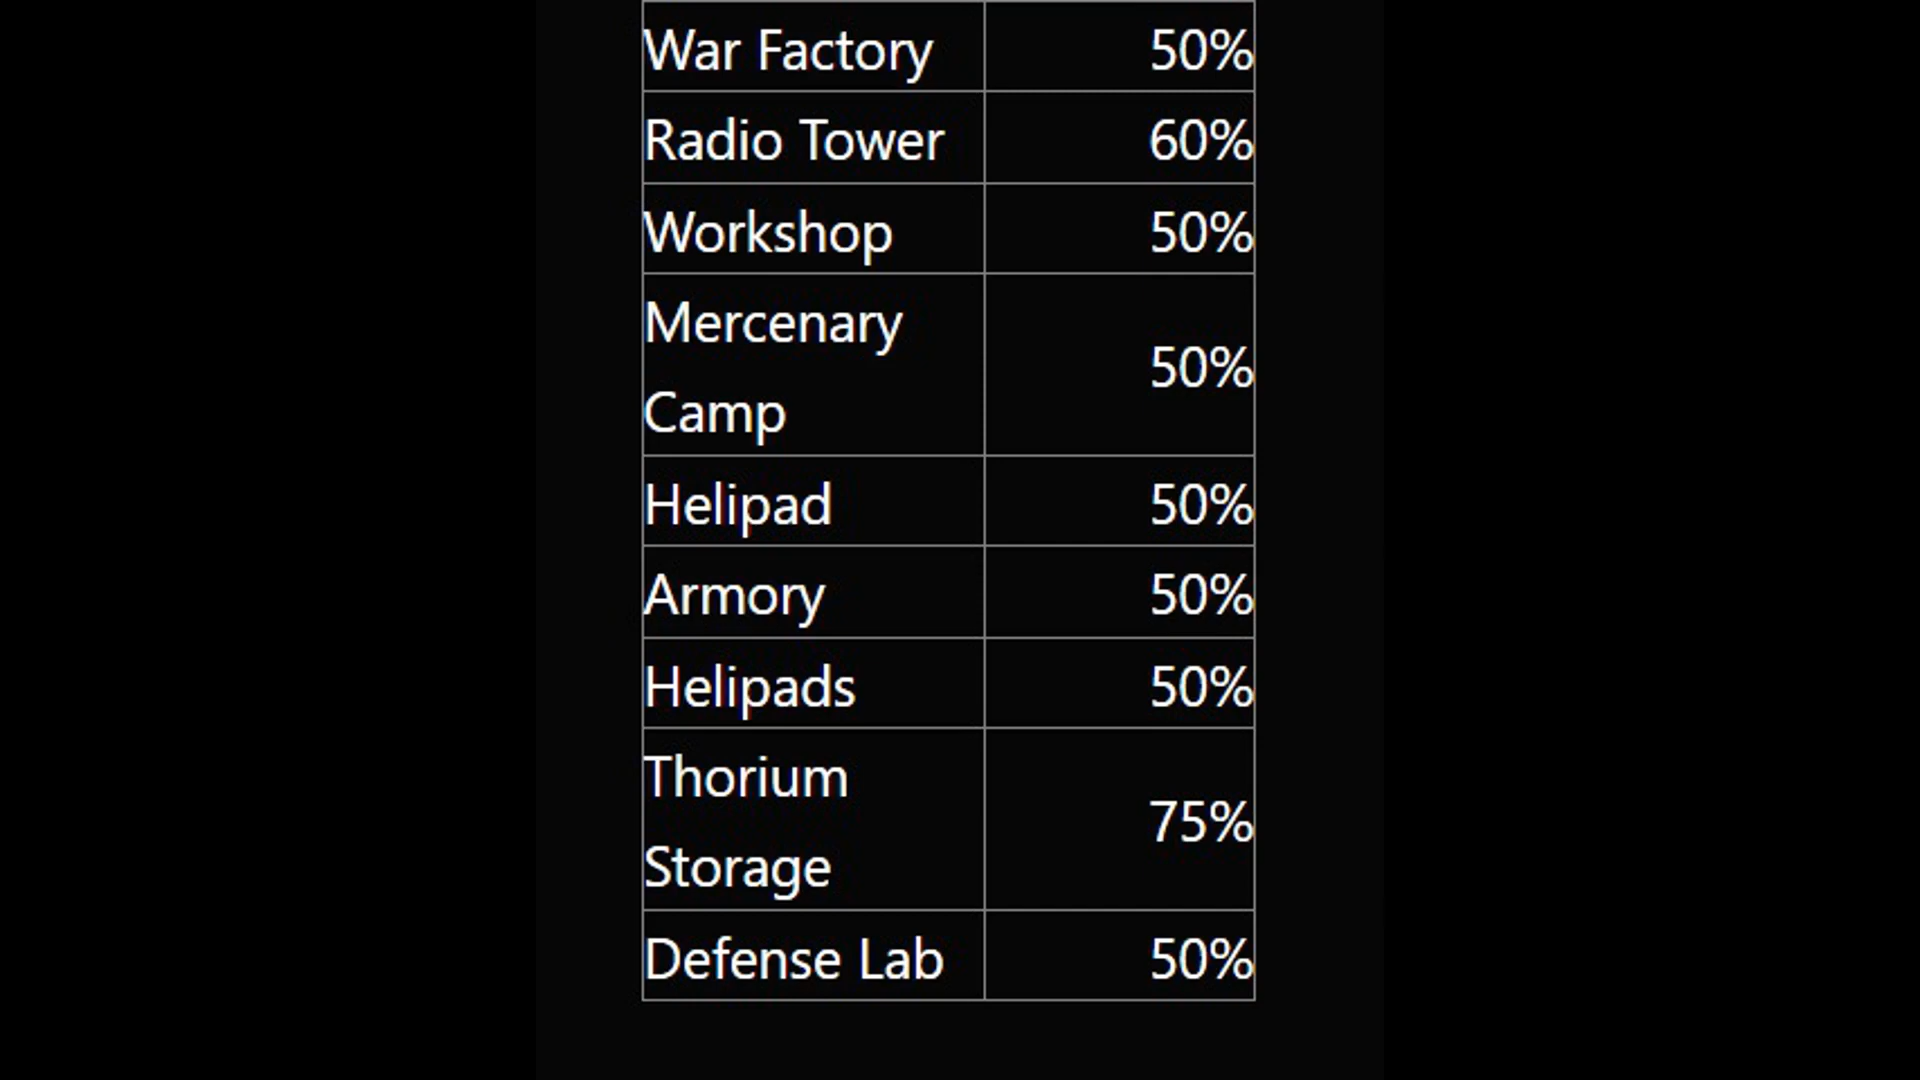 War Factory 50%
Radio Tower 60%
Workshop 50%
Mercenary
Camp 50%
Helipad 50%
Armory 50%
Helipads 50%
Thorium
Storage 75%
Defense Lab 50%